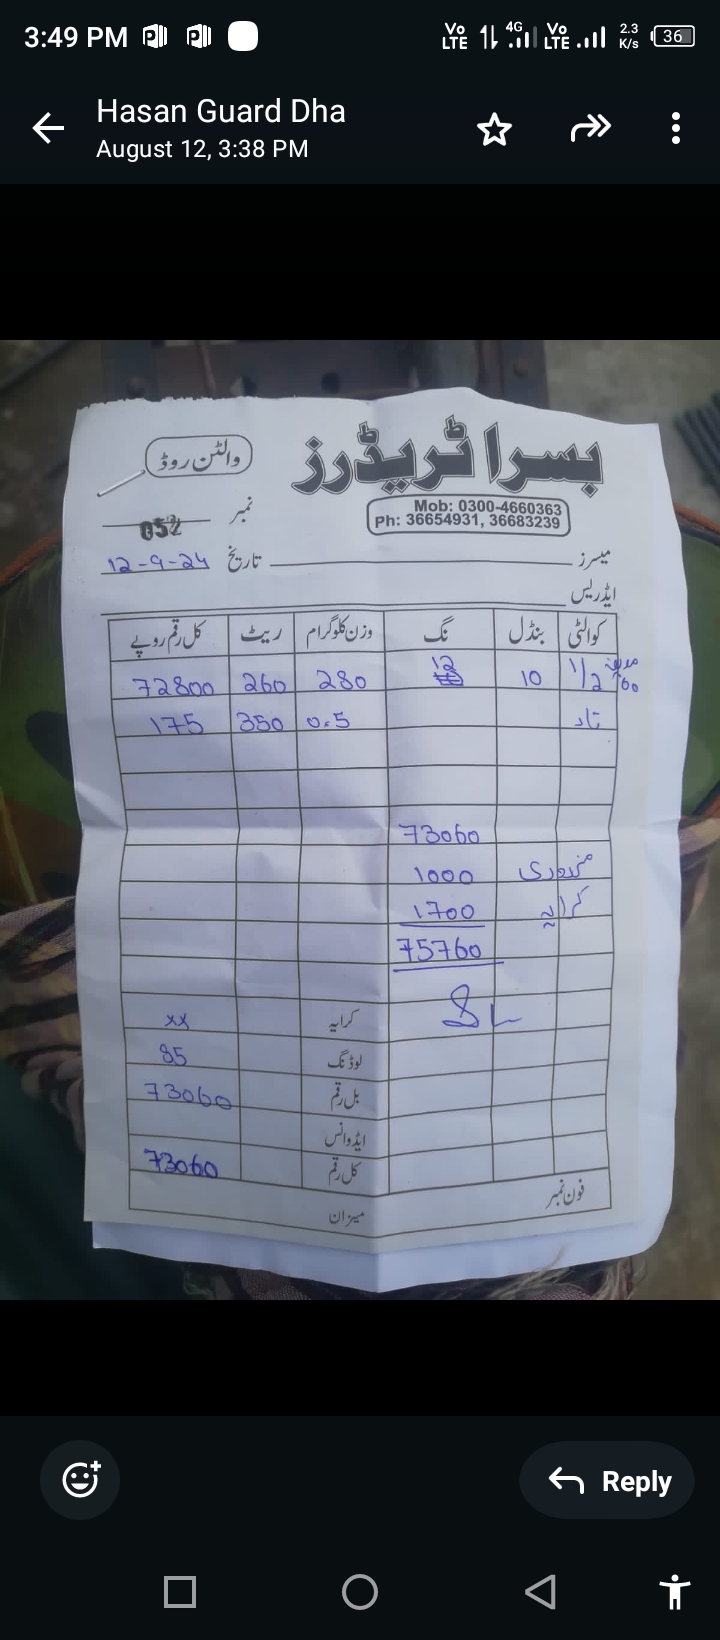 3:49 PM
Vo LTE 4G Vo LTE 2.3 K/s 36
Hasan Guard Dha
August 12, 3:38 PM
بسرا ٹریڈرز
والٹن روڈ
Mob: 0300-4660363
Ph: 36654931, 36683239
نمبر 052
میسرز
تاریخ 12-9-24
ایڈریس
کوالٹی بنڈل نگ وزن کلوگرام ریٹ کل رقم روپے
1/2 60 10 12 280 260 72800
تار 0.5 350 175
73060
مزدوری 1000
کرایہ 1700
75760
کرایہ xx
لوڈنگ 85
بل رقم 73060
ایڈوانس
کل رقم 73060
فون نمبر
میزان
Reply